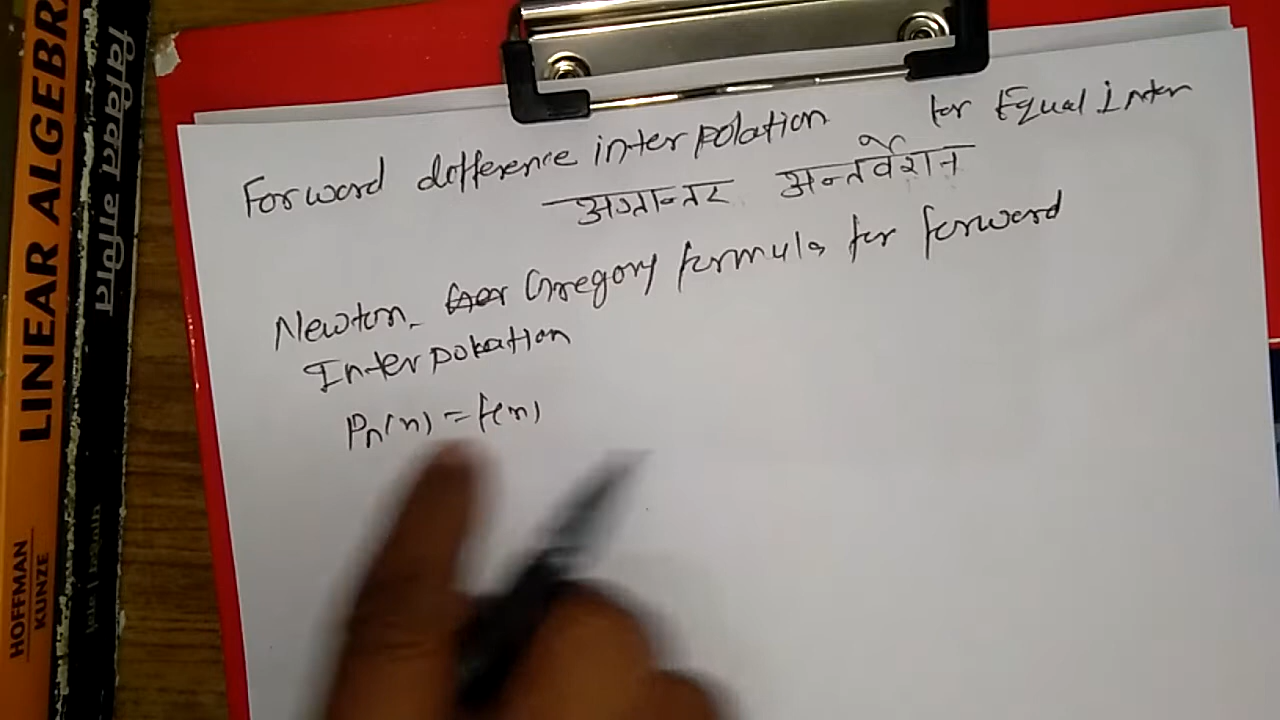 LINEAR ALGEBRA
HOFFMAN
KUNZE
विविक्त गणित
Forward difference interpolation for Equal Inter
अग्रान्तर अन्तर्वेशन
Newton - Gregory formula for forward
Interpolation
Pn(x) = f(x)